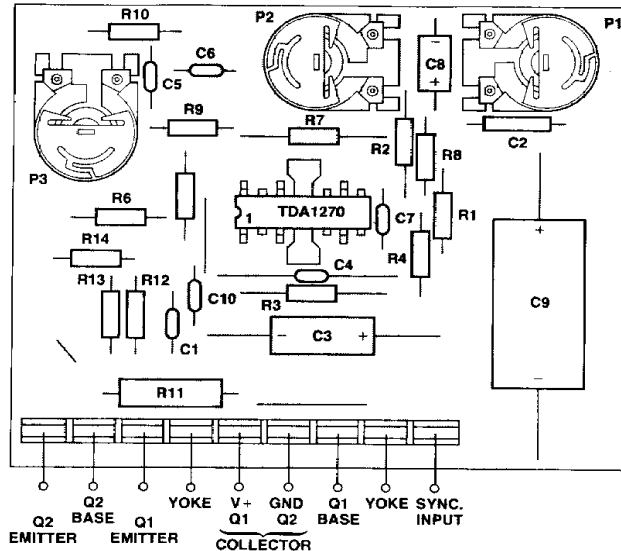 R10
P2
P1
C6
C8
C5
R9
R7
R2
R8
C2
P3
R6
1
TDA1270
C7
R1
R14
R4
C4
R13
R12
C10
R3
C9
C1
C3
R11
Q2 EMITTER
Q2 BASE
Q1 EMITTER
YOKE
V+ Q1
GND Q2
COLLECTOR
Q1 BASE
YOKE
SYNC. INPUT